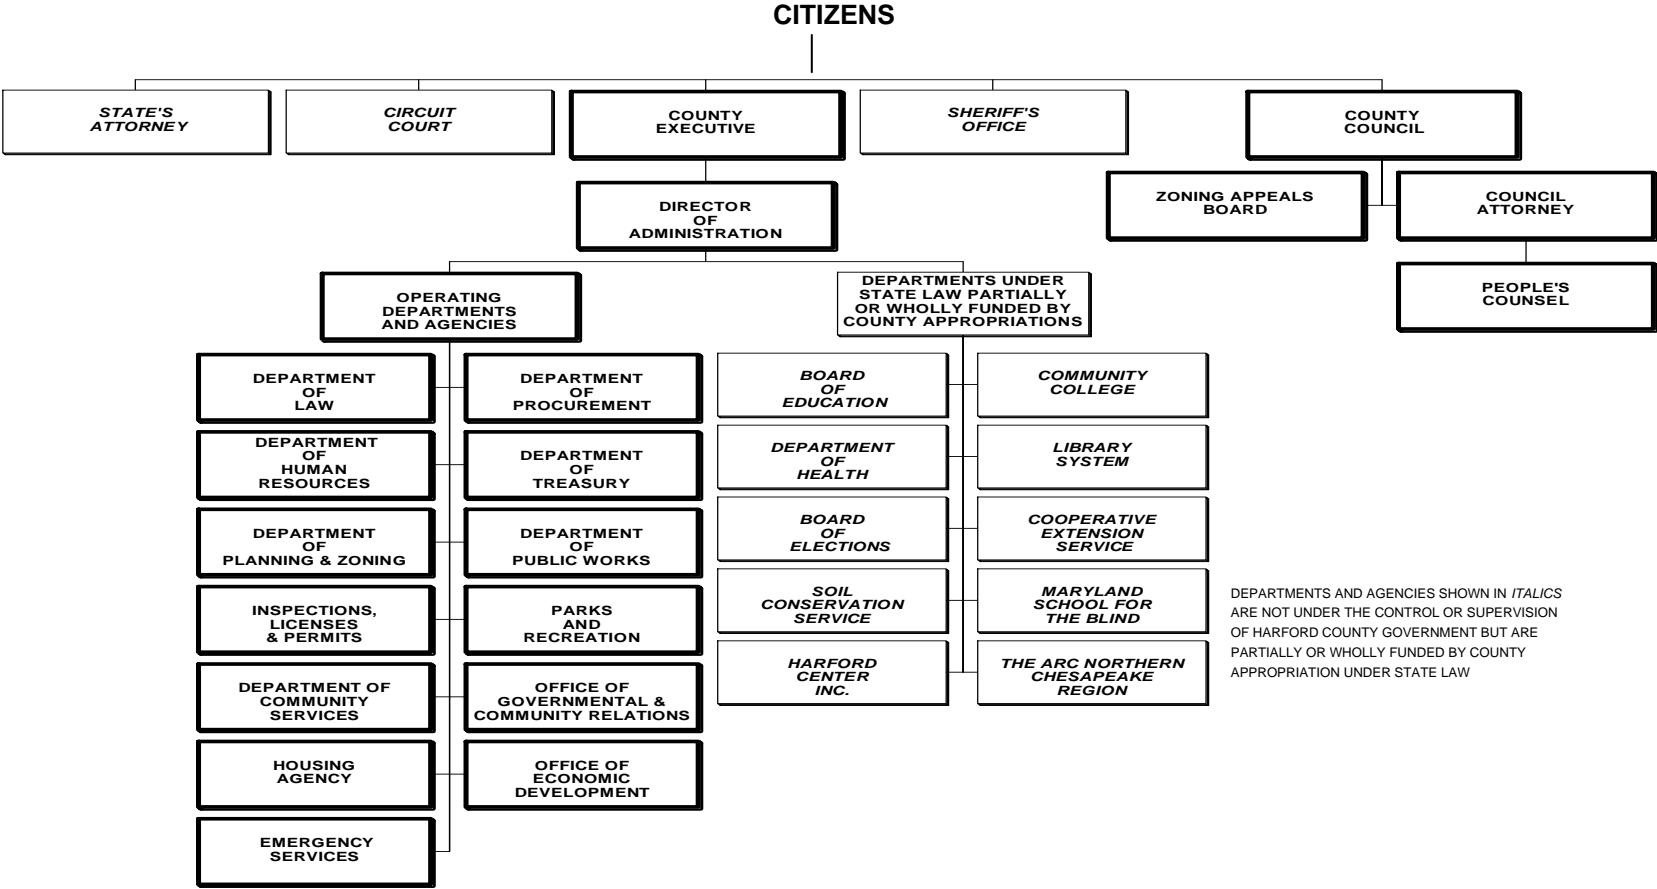 CITIZENS
STATE'S
ATTORNEY
CIRCUIT
COURT
COUNTY
EXECUTIVE
SHERIFF'S
OFFICE
COUNTY
COUNCIL
DIRECTOR
OF
ADMINISTRATION
ZONING APPEALS
BOARD
COUNCIL
ATTORNEY
PEOPLE'S
COUNSEL
OPERATING
DEPARTMENTS
AND AGENCIES
DEPARTMENTS UNDER
STATE LAW PARTIALLY
OR WHOLLY FUNDED BY
COUNTY APPROPRIATIONS
DEPARTMENT
OF
LAW
DEPARTMENT
OF
PROCUREMENT
DEPARTMENT
OF
HUMAN
RESOURCES
DEPARTMENT
OF
TREASURY
DEPARTMENT
OF
PLANNING & ZONING
DEPARTMENT
OF
PUBLIC WORKS
INSPECTIONS,
LICENSES
& PERMITS
PARKS
AND
RECREATION
DEPARTMENT OF
COMMUNITY
SERVICES
OFFICE OF
GOVERNMENTAL &
COMMUNITY RELATIONS
HOUSING
AGENCY
OFFICE OF
ECONOMIC
DEVELOPMENT
EMERGENCY
SERVICES
BOARD
OF
EDUCATION
COMMUNITY
COLLEGE
DEPARTMENT
OF
HEALTH
LIBRARY
SYSTEM
BOARD
OF
ELECTIONS
COOPERATIVE
EXTENSION
SERVICE
SOIL
CONSERVATION
SERVICE
MARYLAND
SCHOOL FOR
THE BLIND
HARFORD
CENTER
INC.
THE ARC NORTHERN
CHESAPEAKE
REGION
DEPARTMENTS AND AGENCIES SHOWN IN ITALICS
ARE NOT UNDER THE CONTROL OR SUPERVISION
OF HARFORD COUNTY GOVERNMENT BUT ARE
PARTIALLY OR WHOLLY FUNDED BY COUNTY
APPROPRIATION UNDER STATE LAW